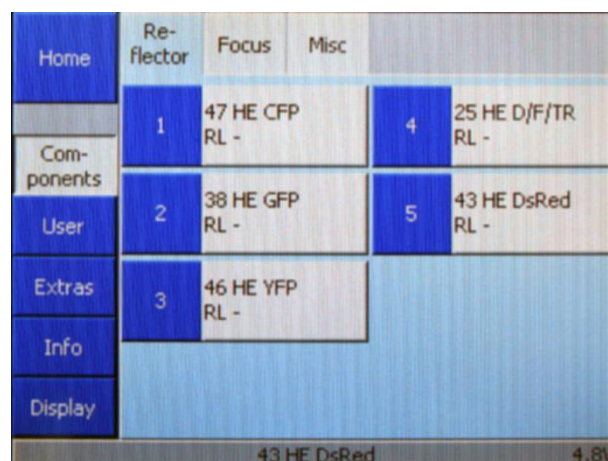 Home
Com-
ponents
User
Extras
Info
Display
Re-
flector
Focus
Misc
1
47 HE CFP
RL -
2
38 HE GFP
RL -
3
46 HE YFP
RL -
4
25 HE D/F/TR
RL -
5
43 HE DsRed
RL -
43 HE DsRed
4.8V